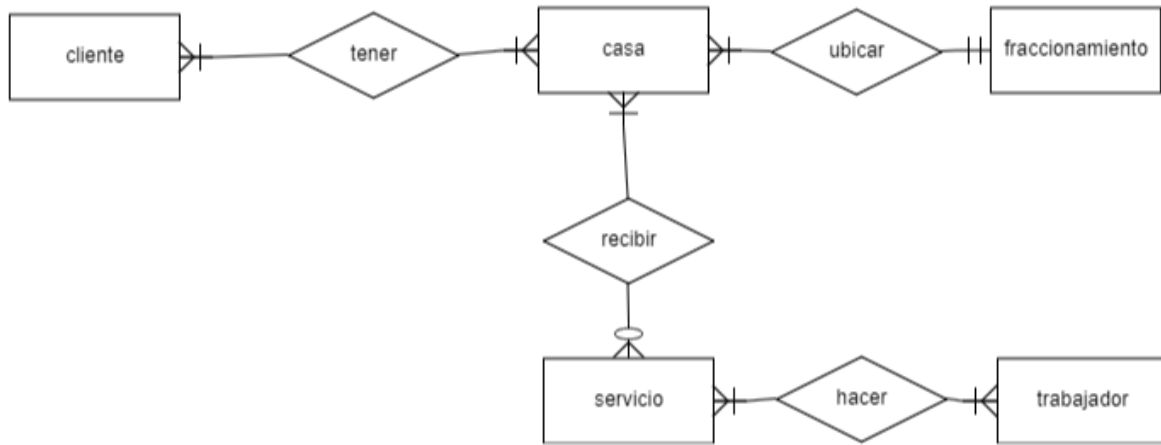 cliente
tener
casa
ubicar
fraccionamiento
recibir
servicio
hacer
trabajador